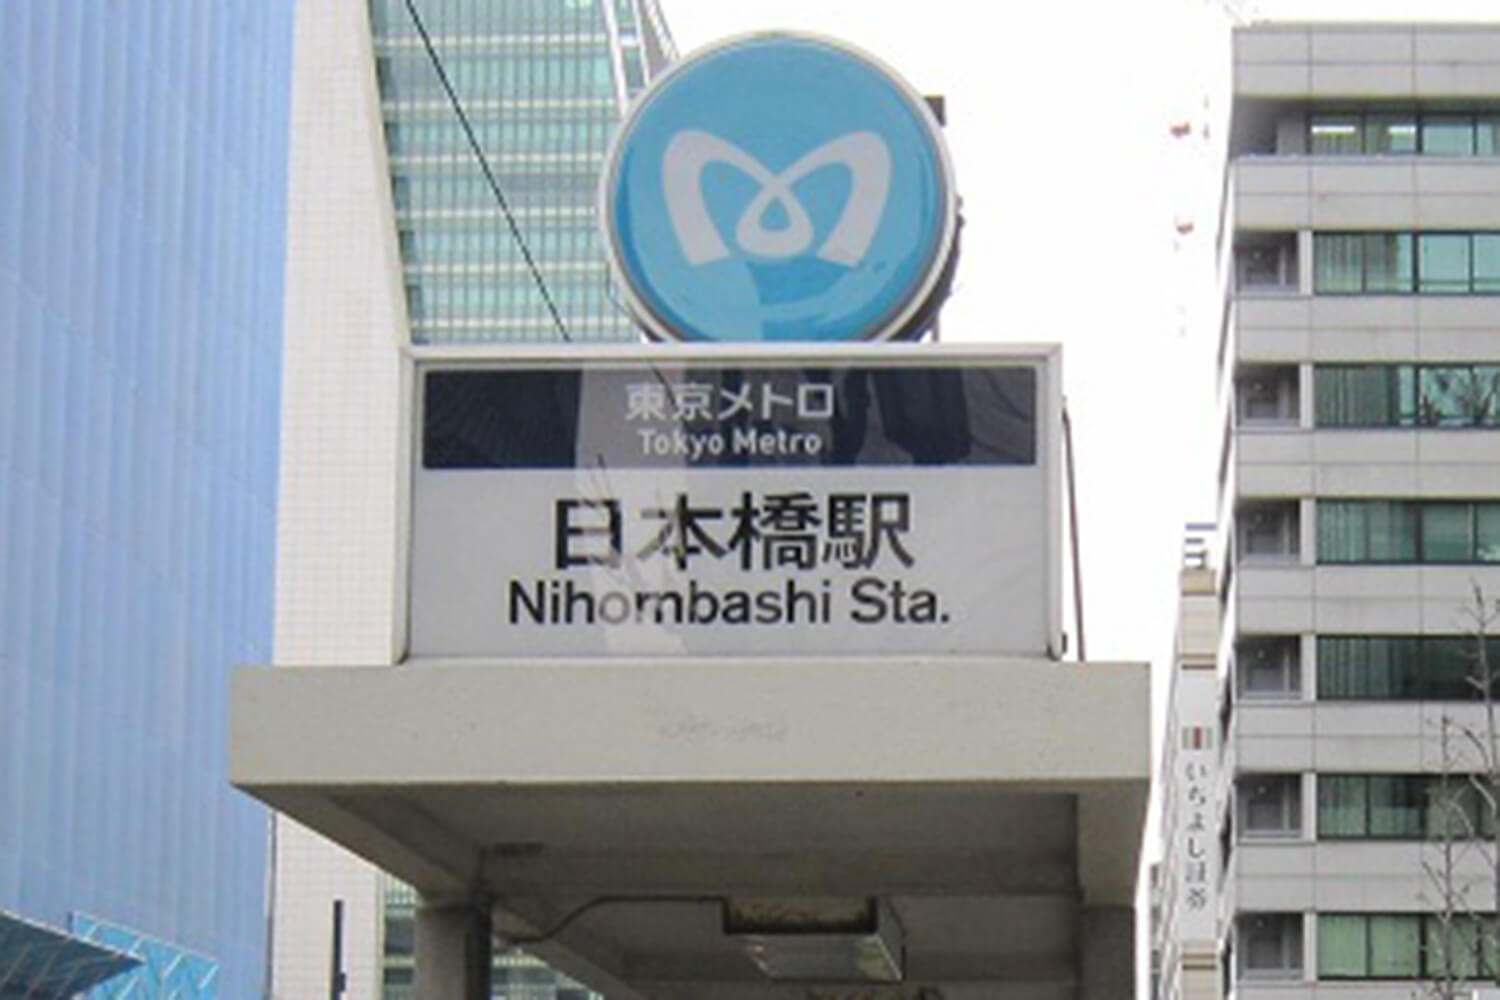 東京メトロ
Tokyo Metro
日本橋駅
Nihombashi Sta.
いちよし証券